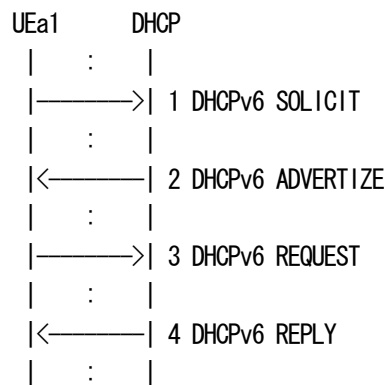 UEa1 DHCP
| : |
|-------->| 1 DHCPv6 SOLICIT
| : |
|<--------| 2 DHCPv6 ADVERTIZE
| : |
|-------->| 3 DHCPv6 REQUEST
| : |
|<--------| 4 DHCPv6 REPLY
| : |